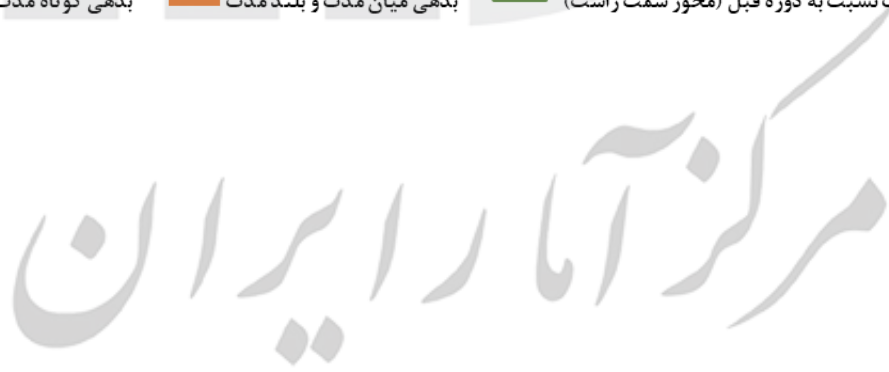 نسبت به دوره قبل (محور سمت راست) بدهی میان مدت و بلند مدت بدهی کوتاه مدت
مرکز آمار ایران